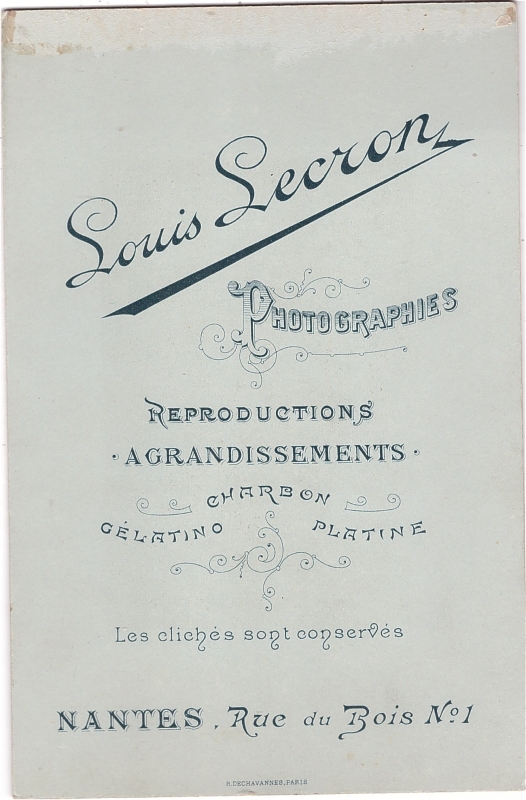 Louis Lecron
PHOTOGRAPHIES
REPRODUCTIONS
· AGRANDISSEMENTS ·
CHARBON
GÉLATINO PLATINE
Les clichés sont conservés
NANTES, Rue du Bois Nº1
H.DECHAVANNES, PARIS